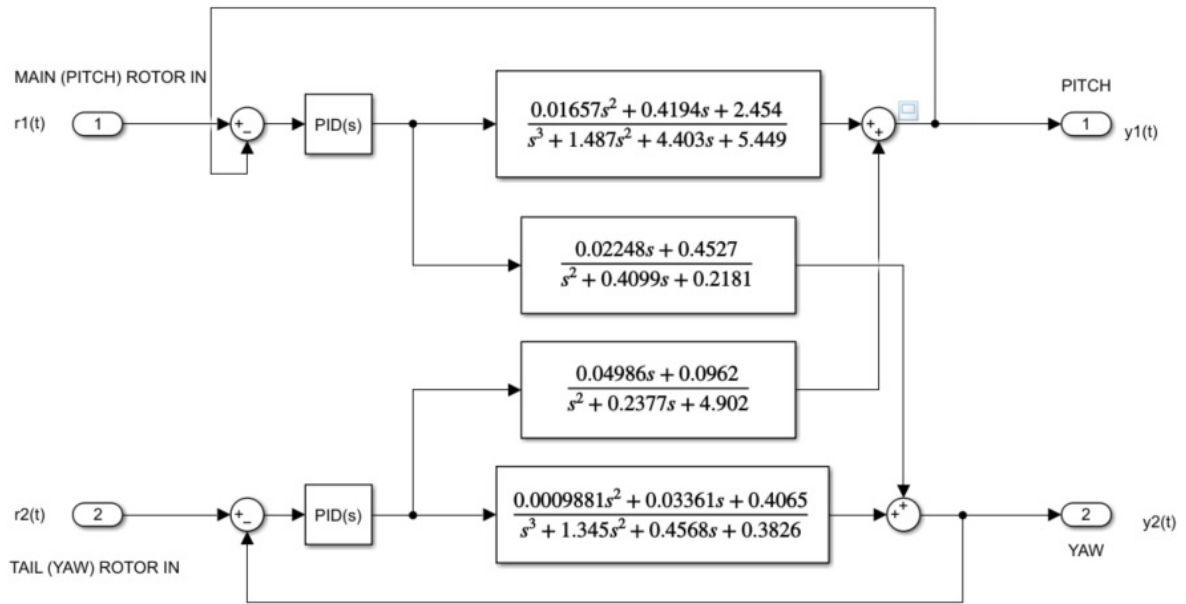 MAIN (PITCH) ROTOR IN
PITCH
r1(t)
1
+
−
PID(s)
0.01657s² + 0.4194s + 2.454
s³ + 1.487s² + 4.403s + 5.449
+
+
1
y1(t)
0.02248s + 0.4527
s² + 0.4099s + 0.2181
0.04986s + 0.0962
s² + 0.2377s + 4.902
r2(t)
2
+
−
PID(s)
0.0009881s² + 0.03361s + 0.4065
s³ + 1.345s² + 0.4568s + 0.3826
+
+
2
y2(t)
YAW
TAIL (YAW) ROTOR IN